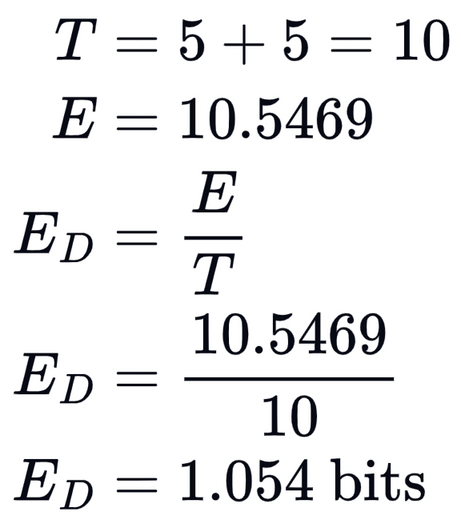 T = 5 + 5 = 10
E = 10.5469
E_D = E/T
E_D = 10.5469/10
E_D = 1.054 bits